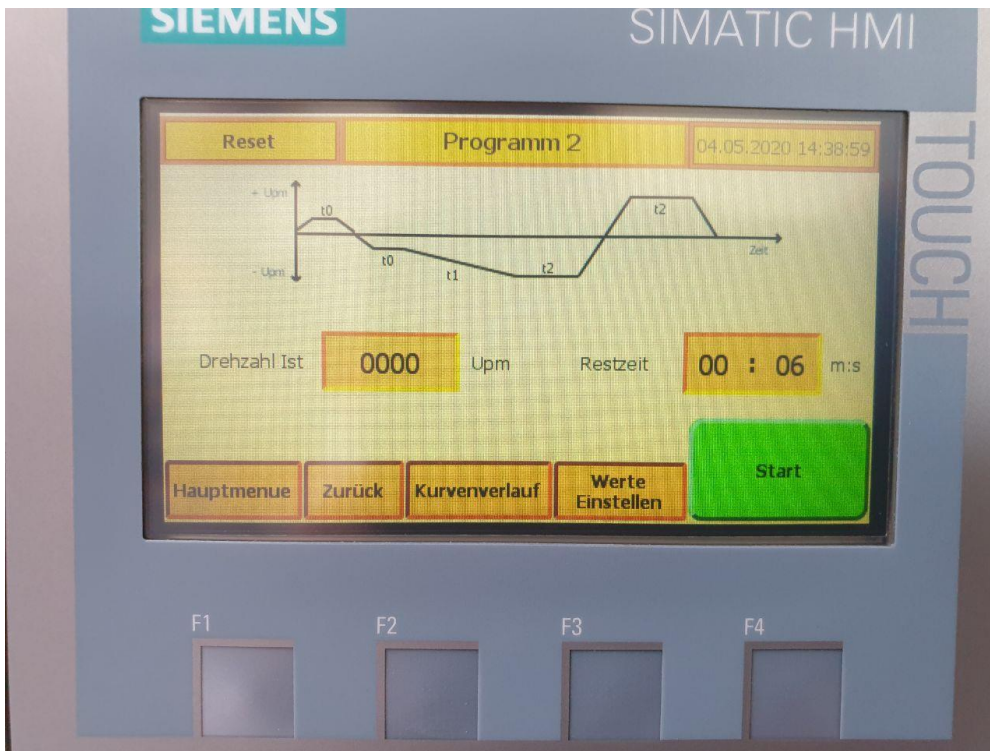 SIEMENS
SIMATIC HMI
TOUCH
Reset
Programm 2
04.05.2020 14:38:59
+ Upm
t0
t2
Zeit
t0
- Upm
t1
t2
Drehzahl Ist
0000
Upm
Restzeit
00 : 06
m:s
Hauptmenue
Zurück
Kurvenverlauf
Werte
Einstellen
Start
F1
F2
F3
F4